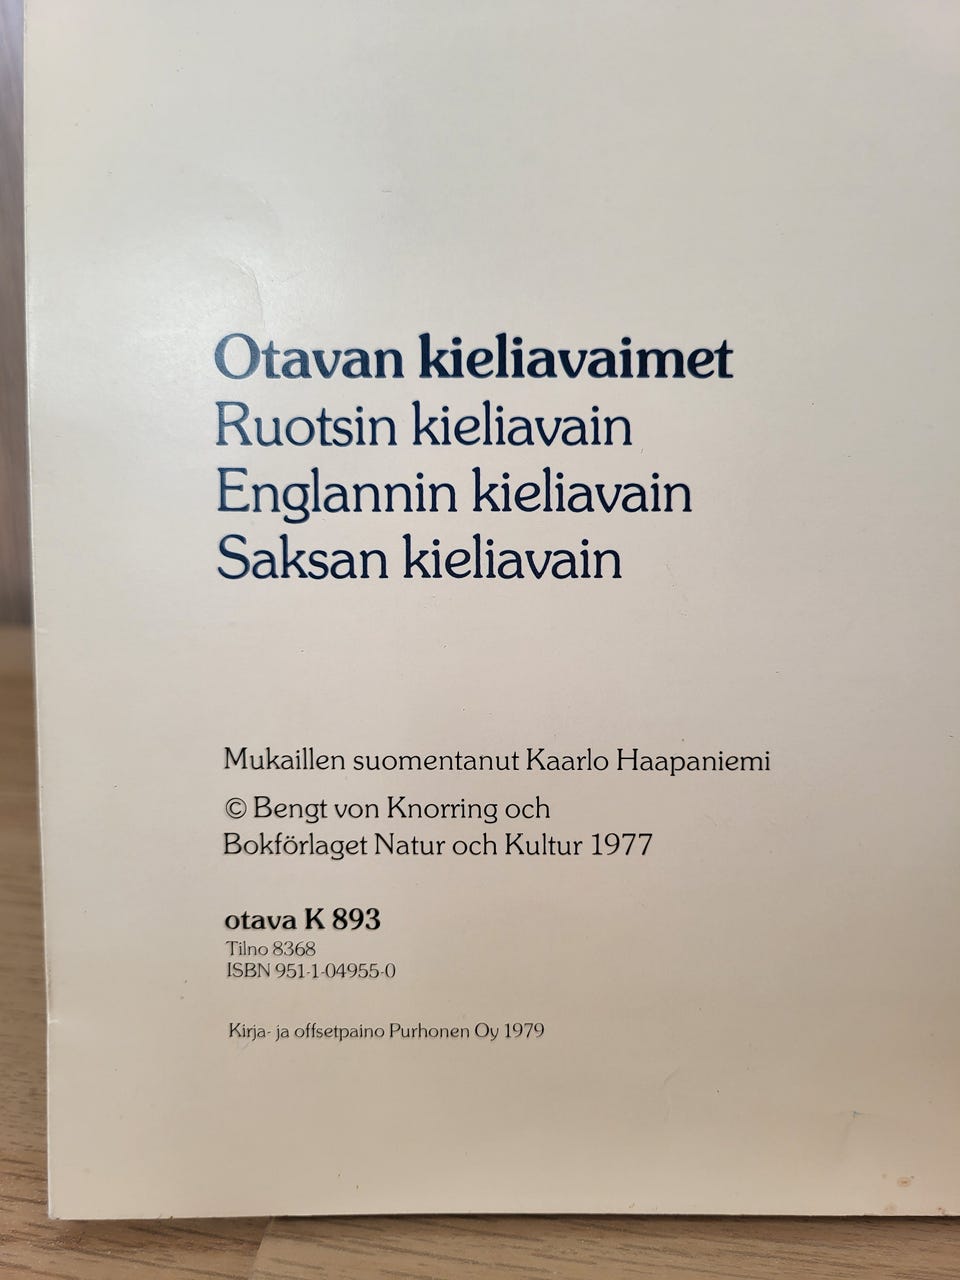 Otavan kieliavaimet
Ruotsin kieliavain
Englannin kieliavain
Saksan kieliavain
Mukaillen suomentanut Kaarlo Haapaniemi
© Bengt von Knorring och
Bokförlaget Natur och Kultur 1977
otava K 893
Tilno 8368
ISBN 951-1-04955-0
Kirja- ja offsetpaino Purhonen Oy 1979